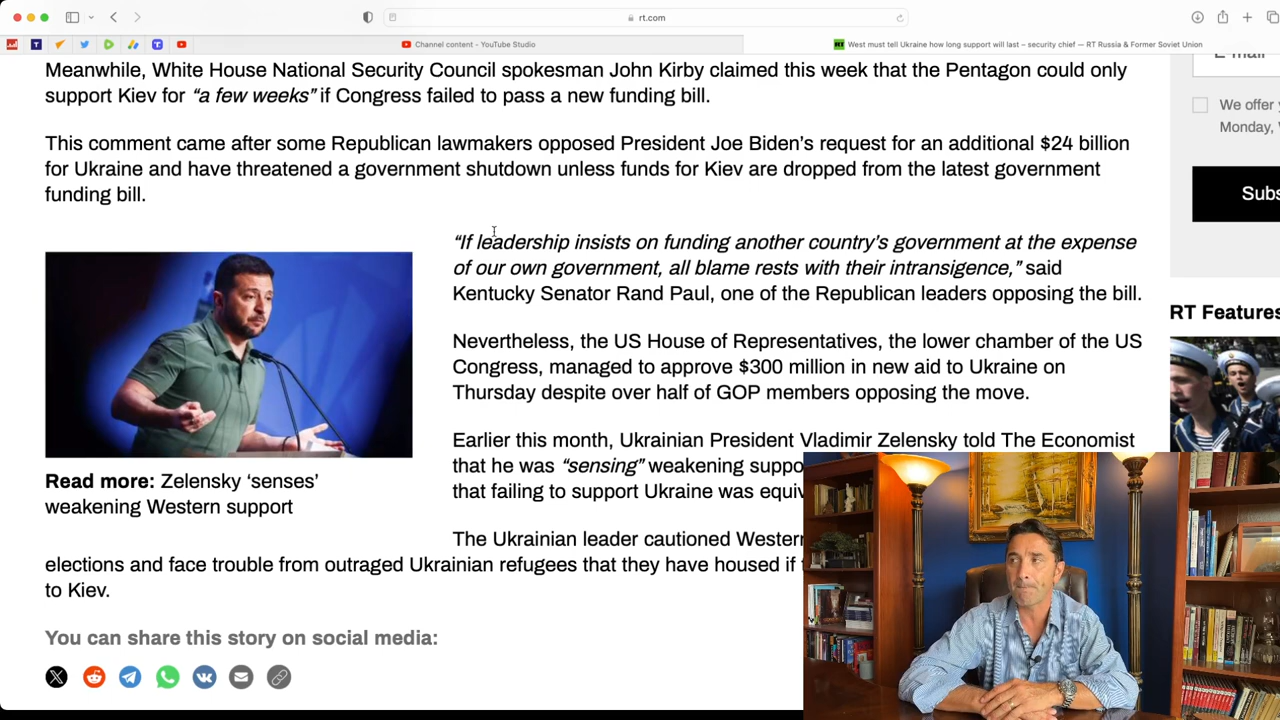 rt.com
Channel content - YouTube Studio
RT West must tell Ukraine how long support will last – security chief — RT Russia & Former Soviet Union
Meanwhile, White House National Security Council spokesman John Kirby claimed this week that the Pentagon could only
support Kiev for “a few weeks” if Congress failed to pass a new funding bill.
This comment came after some Republican lawmakers opposed President Joe Biden’s request for an additional $24 billion
for Ukraine and have threatened a government shutdown unless funds for Kiev are dropped from the latest government
funding bill.
“If leadership insists on funding another country’s government at the expense
of our own government, all blame rests with their intransigence,” said
Kentucky Senator Rand Paul, one of the Republican leaders opposing the bill.
Nevertheless, the US House of Representatives, the lower chamber of the US
Congress, managed to approve $300 million in new aid to Ukraine on
Thursday despite over half of GOP members opposing the move.
Earlier this month, Ukrainian President Vladimir Zelensky told The Economist
that he was “sensing” weakening suppo
that failing to support Ukraine was equiv
Read more: Zelensky ‘senses’
weakening Western support
The Ukrainian leader cautioned Western
elections and face trouble from outraged Ukrainian refugees that they have housed if
to Kiev.
You can share this story on social media:
E-mail
We offer
Monday,
Subs
RT Features